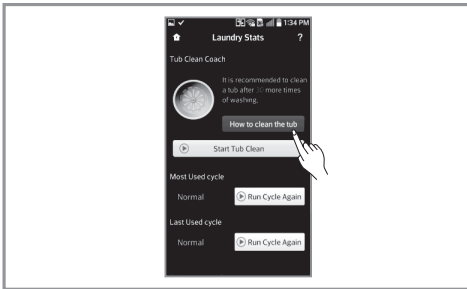 1:34 PM
Laundry Stats
?
Tub Clean Coach
It is recommended to clean
a tub after 30 more times
of washing.
How to clean the tub
Start Tub Clean
Most Used cycle
Normal
Run Cycle Again
Last Used cycle
Normal
Run Cycle Again